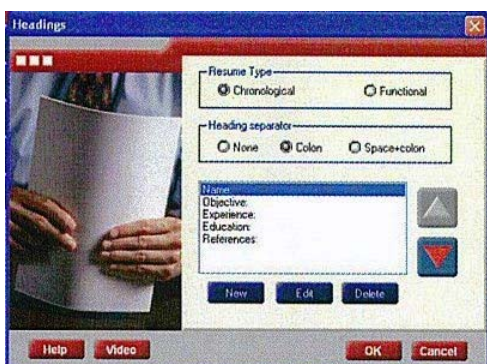 Headings
Resume Type
Chronological Functional
Heading separator
None Colon Space+colon
Name:
Objective:
Experience:
Education:
References:
New Edit Delete
Help Video OK Cancel